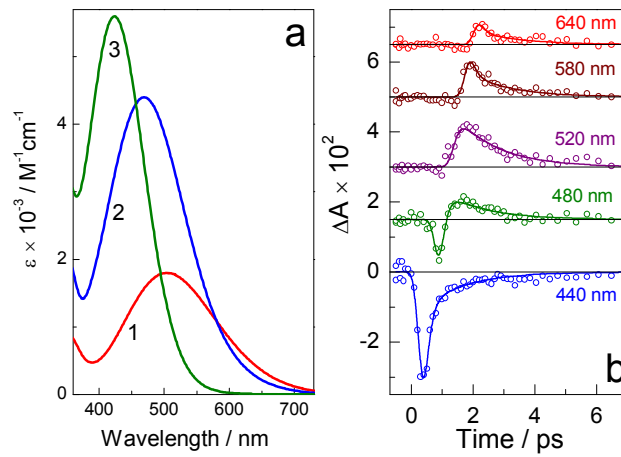 a
3
2
1
4
2
0
400 500 600 700
Wavelength / nm
ε × 10⁻³ / M⁻¹cm⁻¹
b
640 nm
580 nm
520 nm
480 nm
440 nm
6
4
2
0
-2
0 2 4 6
Time / ps
ΔA × 10²